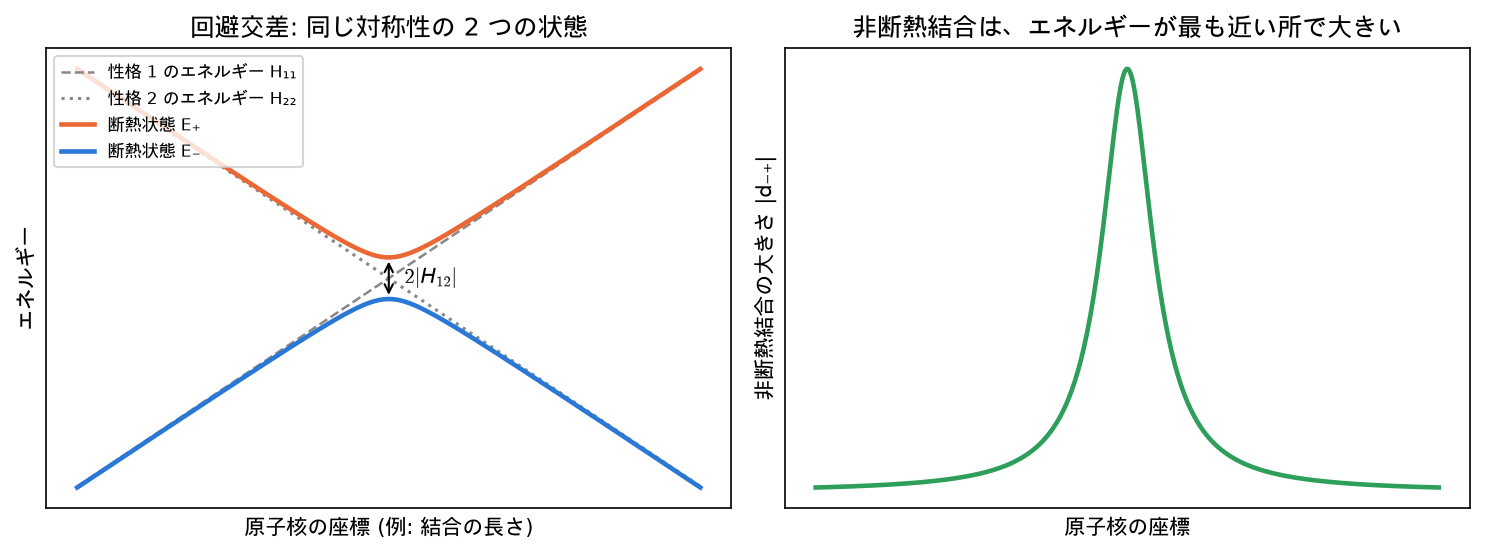 回避交差: 同じ対称性の 2 つの状態
性格 1 のエネルギー H₁₁
性格 2 のエネルギー H₂₂
断熱状態 E₊
断熱状態 E₋
2|H₁₂|
エネルギー
原子核の座標 (例: 結合の長さ)
非断熱結合は、エネルギーが最も近い所で大きい
非断熱結合の大きさ |d₋₊|
原子核の座標